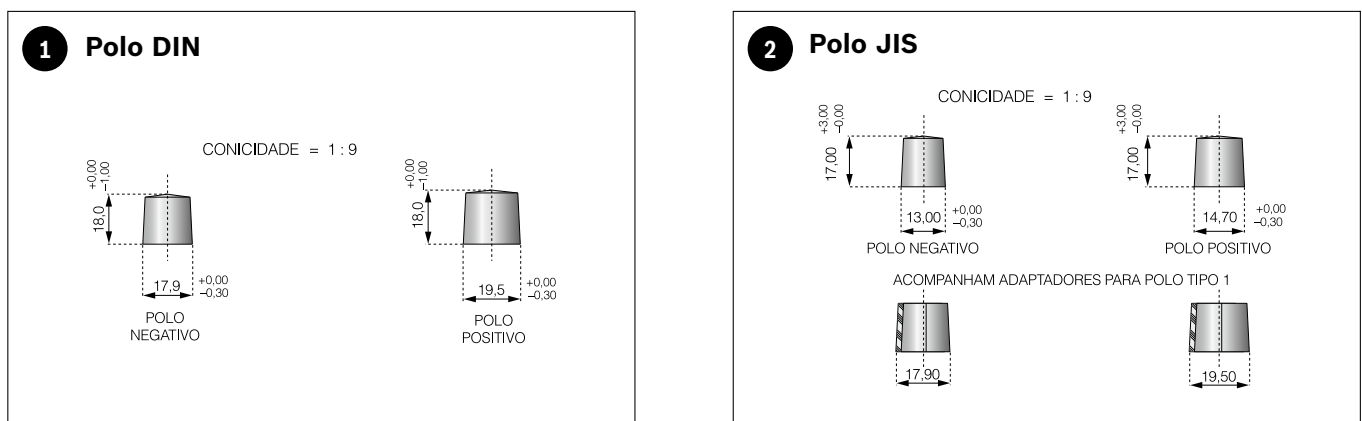 1 Polo DIN
CONICIDADE = 1 : 9
18,0 +0,00 –1,00
17,9 +0,00 –0,30
POLO
NEGATIVO
18,0 +0,00 –1,00
19,5 +0,00 –0,30
POLO
POSITIVO
2 Polo JIS
CONICIDADE = 1 : 9
17,00 +3,00 –0,00
13,00 +0,00 –0,30
POLO NEGATIVO
17,00 +3,00 –0,00
14,70 +0,00 –0,30
POLO POSITIVO
ACOMPANHAM ADAPTADORES PARA POLO TIPO 1
17,90
19,50